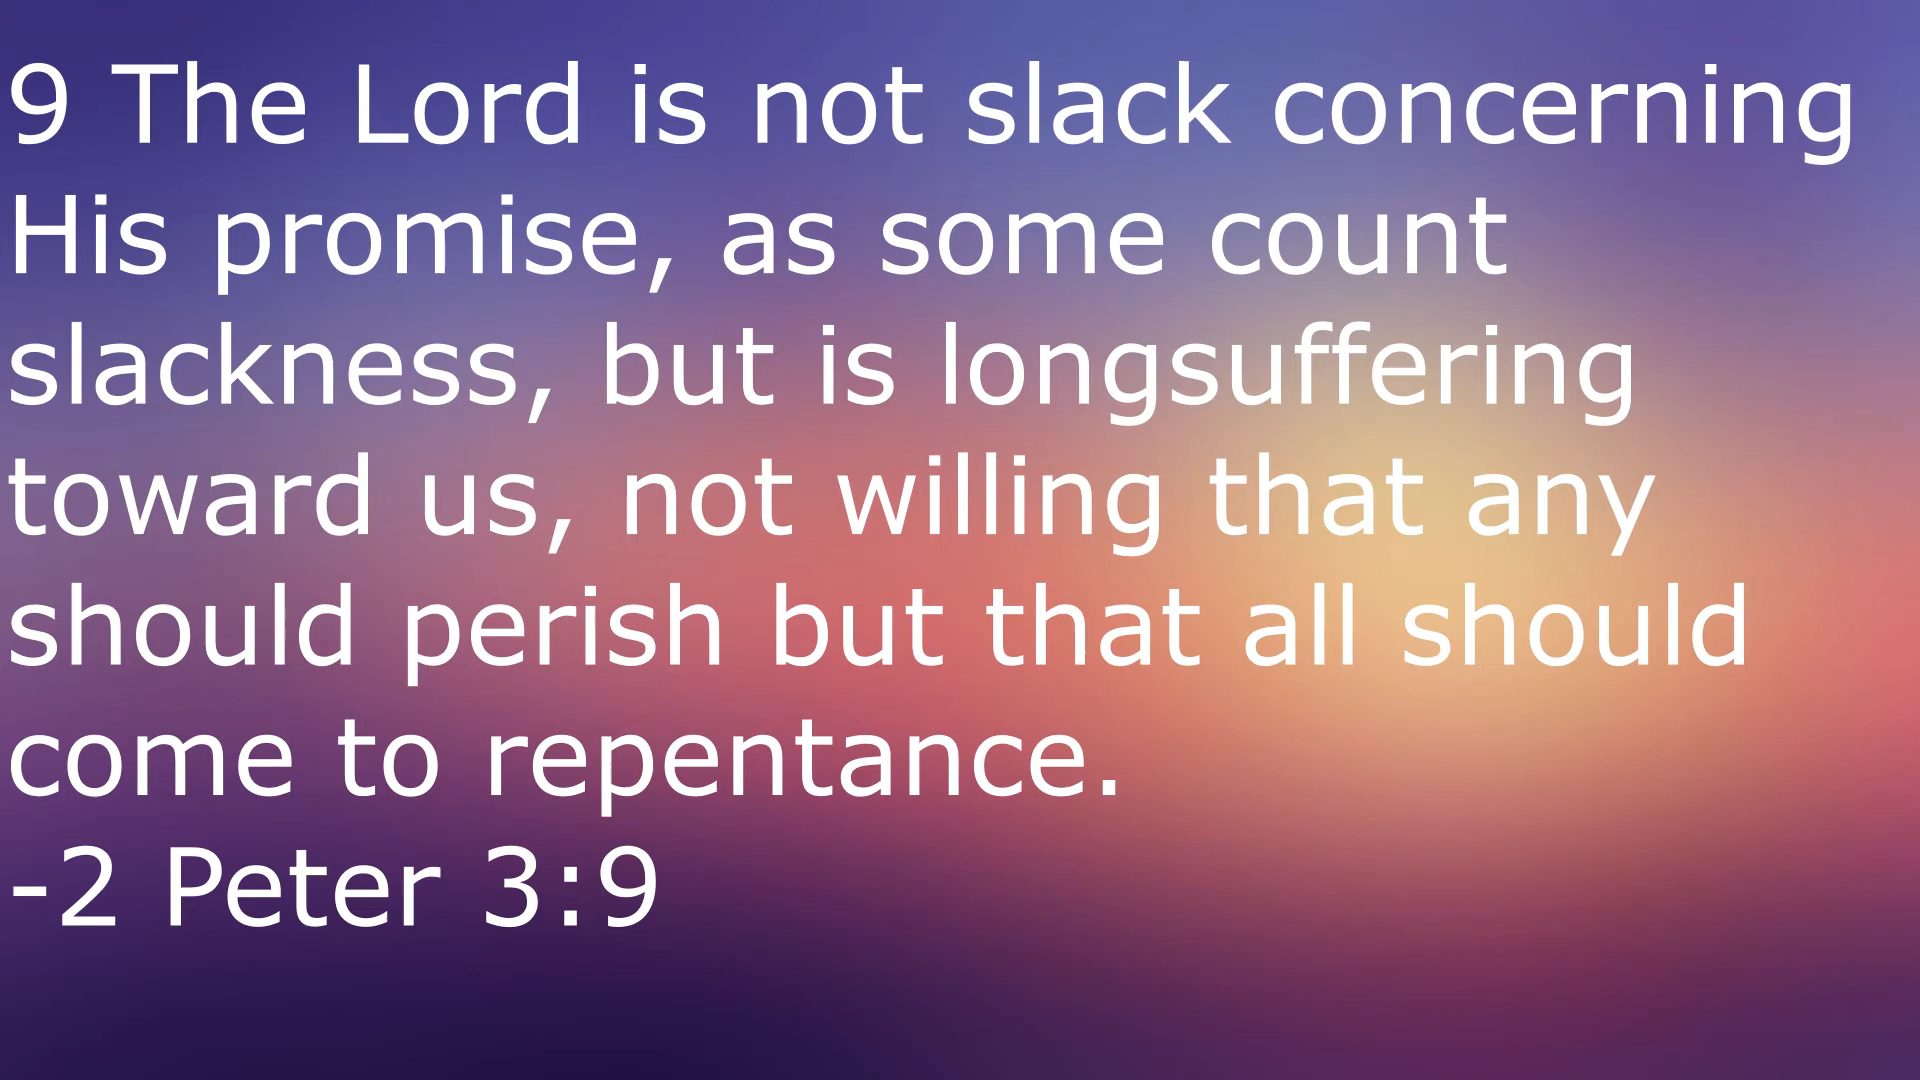 9 The Lord is not slack concerning
His promise, as some count
slackness, but is longsuffering
toward us, not willing that any
should perish but that all should
come to repentance.
-2 Peter 3:9